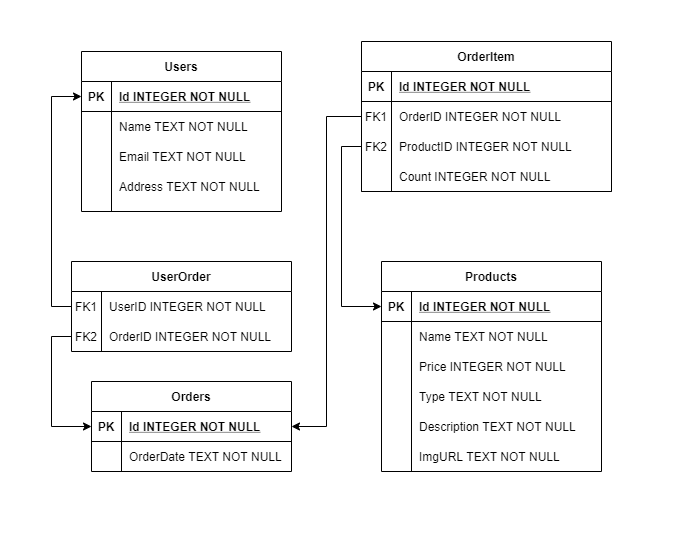 Users
PK Id INTEGER NOT NULL
Name TEXT NOT NULL
Email TEXT NOT NULL
Address TEXT NOT NULL
OrderItem
PK Id INTEGER NOT NULL
FK1 OrderID INTEGER NOT NULL
FK2 ProductID INTEGER NOT NULL
Count INTEGER NOT NULL
UserOrder
FK1 UserID INTEGER NOT NULL
FK2 OrderID INTEGER NOT NULL
Orders
PK Id INTEGER NOT NULL
OrderDate TEXT NOT NULL
Products
PK Id INTEGER NOT NULL
Name TEXT NOT NULL
Price INTEGER NOT NULL
Type TEXT NOT NULL
Description TEXT NOT NULL
ImgURL TEXT NOT NULL